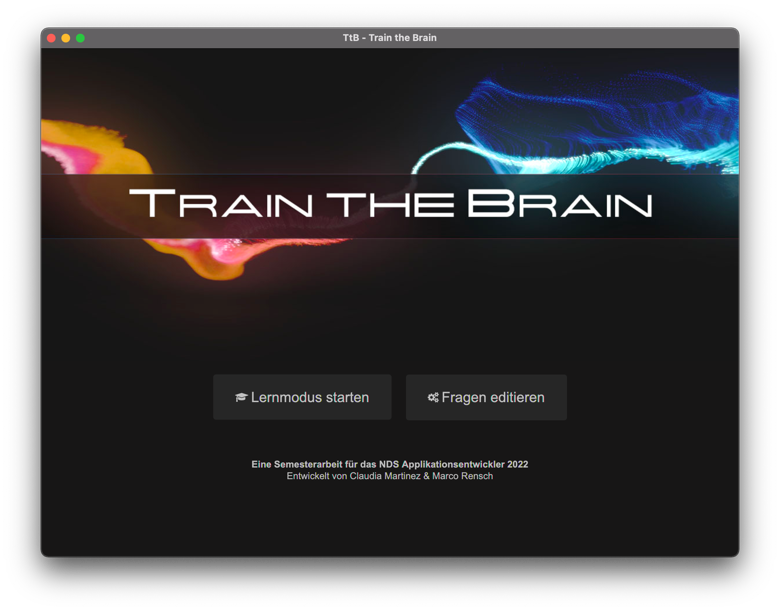 TtB - Train the Brain
Train the Brain
Lernmodus starten
Fragen editieren
Eine Semesterarbeit für das NDS Applikationsentwickler 2022
Entwickelt von Claudia Martinez & Marco Rensch